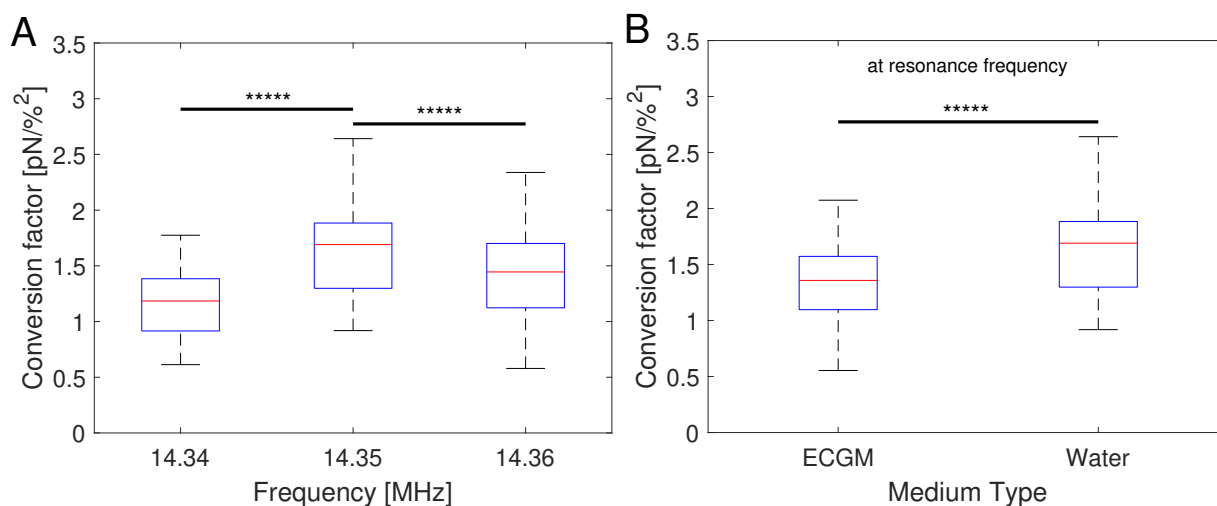 A
Conversion factor [pN/%^2]
3.5
3
2.5
2
1.5
1
0.5
0
*****
*****
14.34
14.35
14.36
Frequency [MHz]
B
Conversion factor [pN/%^2]
3.5
3
2.5
2
1.5
1
0.5
0
at resonance frequency
*****
ECGM
Water
Medium Type